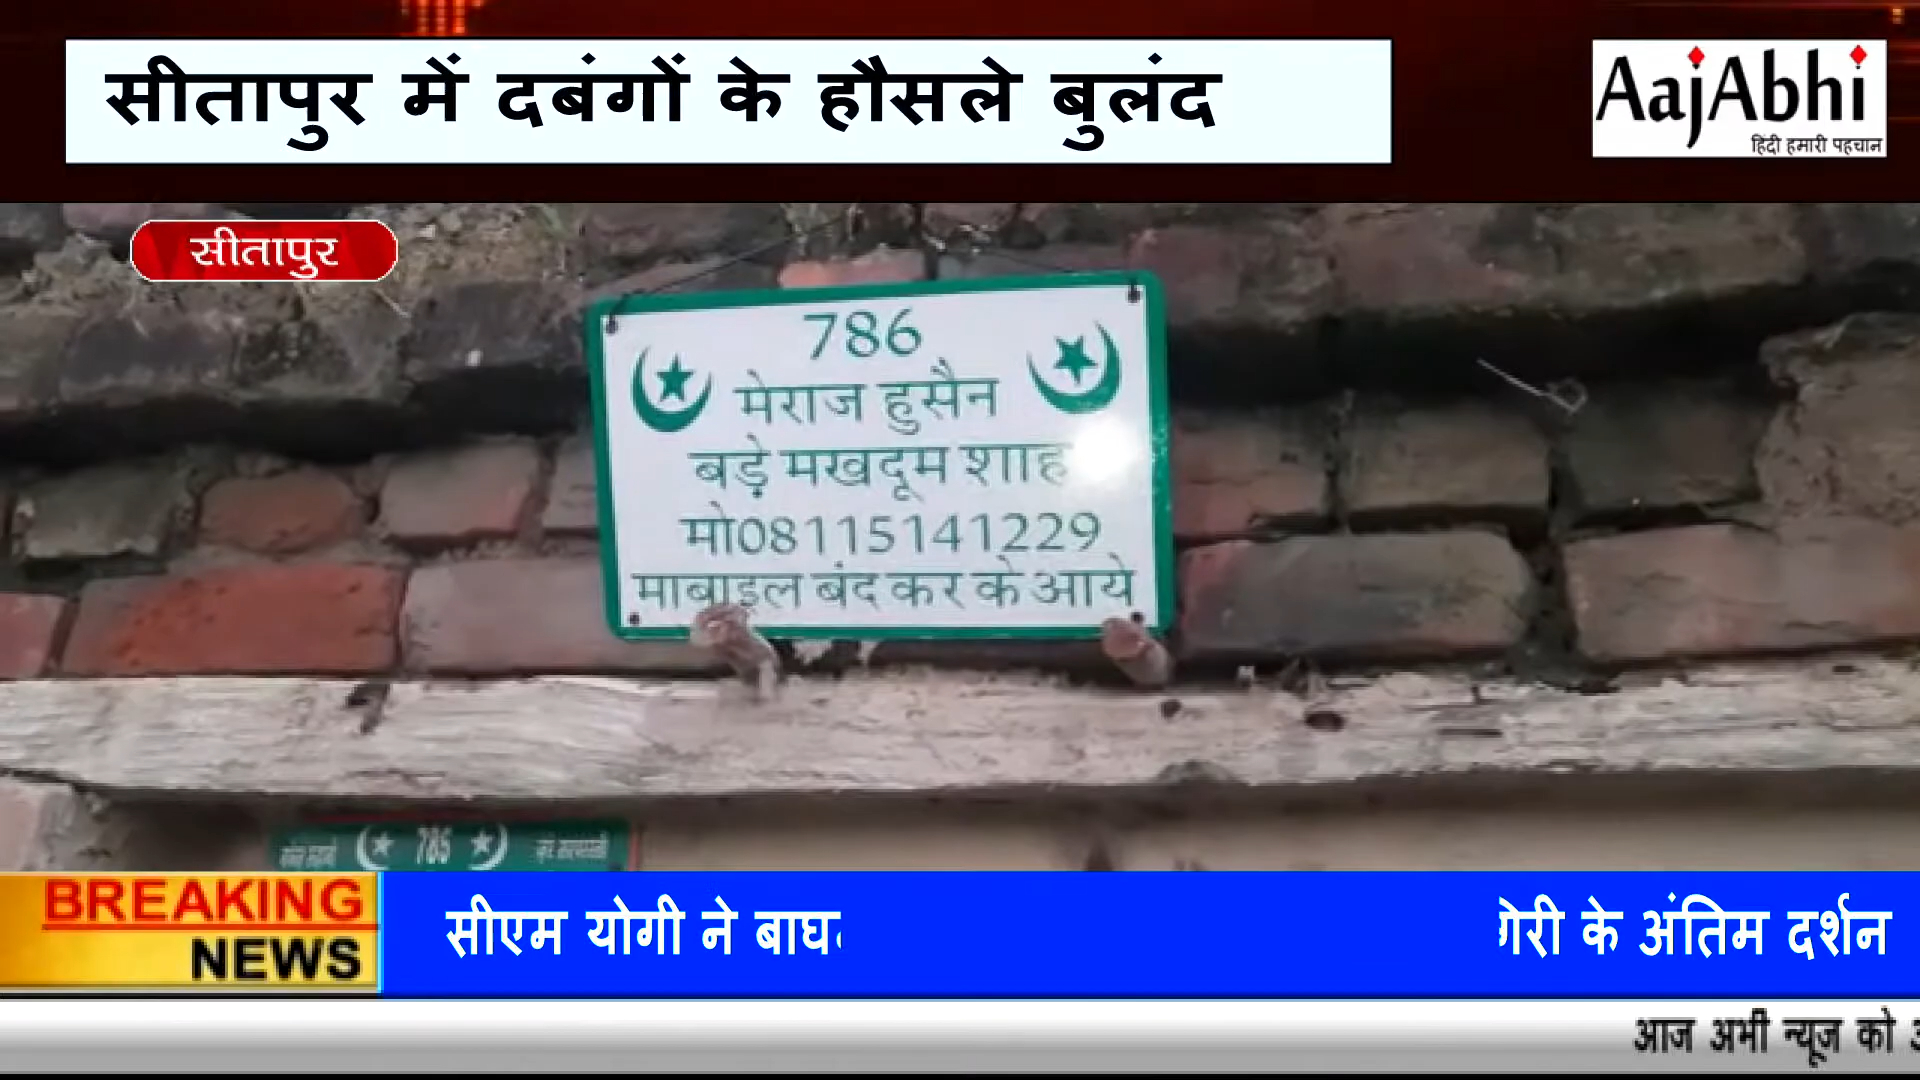 सीतापुर में दबंगों के हौसले बुलंद
AajAbhi
हिंदी हमारी पहचान
सीतापुर
786
मेराज हुसैन
बड़े मखदूम शाह
मो08115141229
माबाइल बंद कर के आये
786
BREAKING
NEWS
सीएम योगी ने
के अंतिम दर्शन
आज अभी न्यूज को